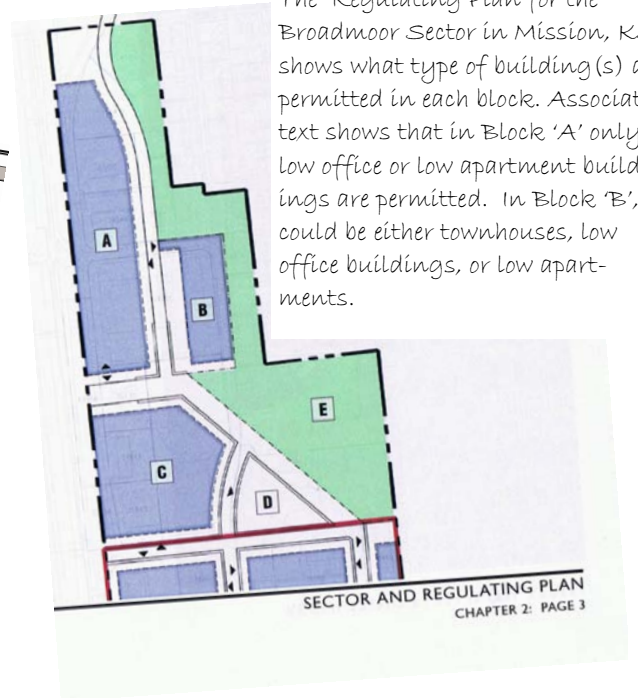 The 'Regulating Plan' for the
Broadmoor Sector in Mission,
shows what type of building(s)
permitted in each block.
text shows that in Block 'A' only
low office or low apartment build
ings are permitted. In Block 'B',
could be either townhouses, low
office buildings, or low apart-
ments.
A
B
E
C
D
SECTOR AND REGULATING PLAN
CHAPTER 2: PAGE 3